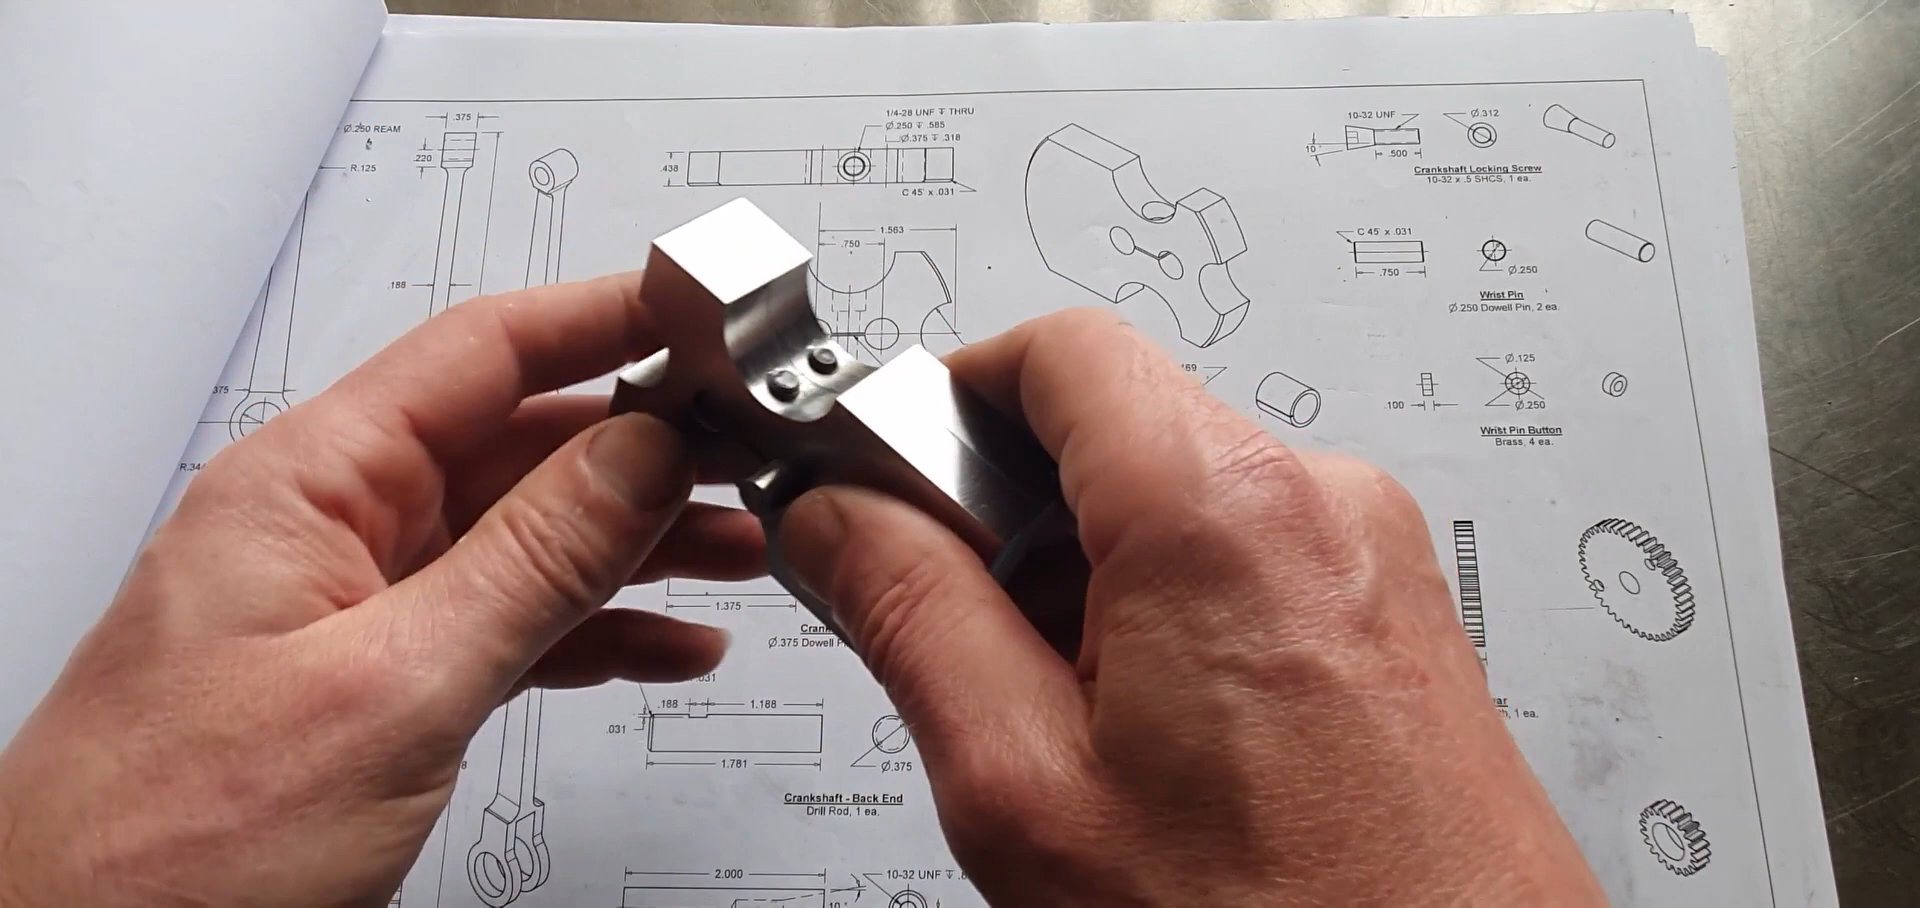 Ø.250 REAM
.375
R.125
.220
.188
375
R.34
1/4-28 UNF ↧ THRU
Ø.250 ↧ .585
Ø.375 ↧ .318
.438
C 45° x .031
1.563
.750
10-32 UNF
Ø.312
10°
.500
Crankshaft Locking Screw
10-32 x .5 SHCS, 1 ea.
C 45° x .031
.750
Ø.250
Wrist Pin
Ø.250 Dowell Pin, 2 ea.
Ø.125
.100
Ø.250
Wrist Pin Button
Brass, 4 ea.
1.375
Ø.375 Dowell
.188
1.188
.031
1.781
Ø.375
Crankshaft - Back End
Drill Rod, 1 ea.
, 1 ea.
2.000
10-32 UNF ↧
10°